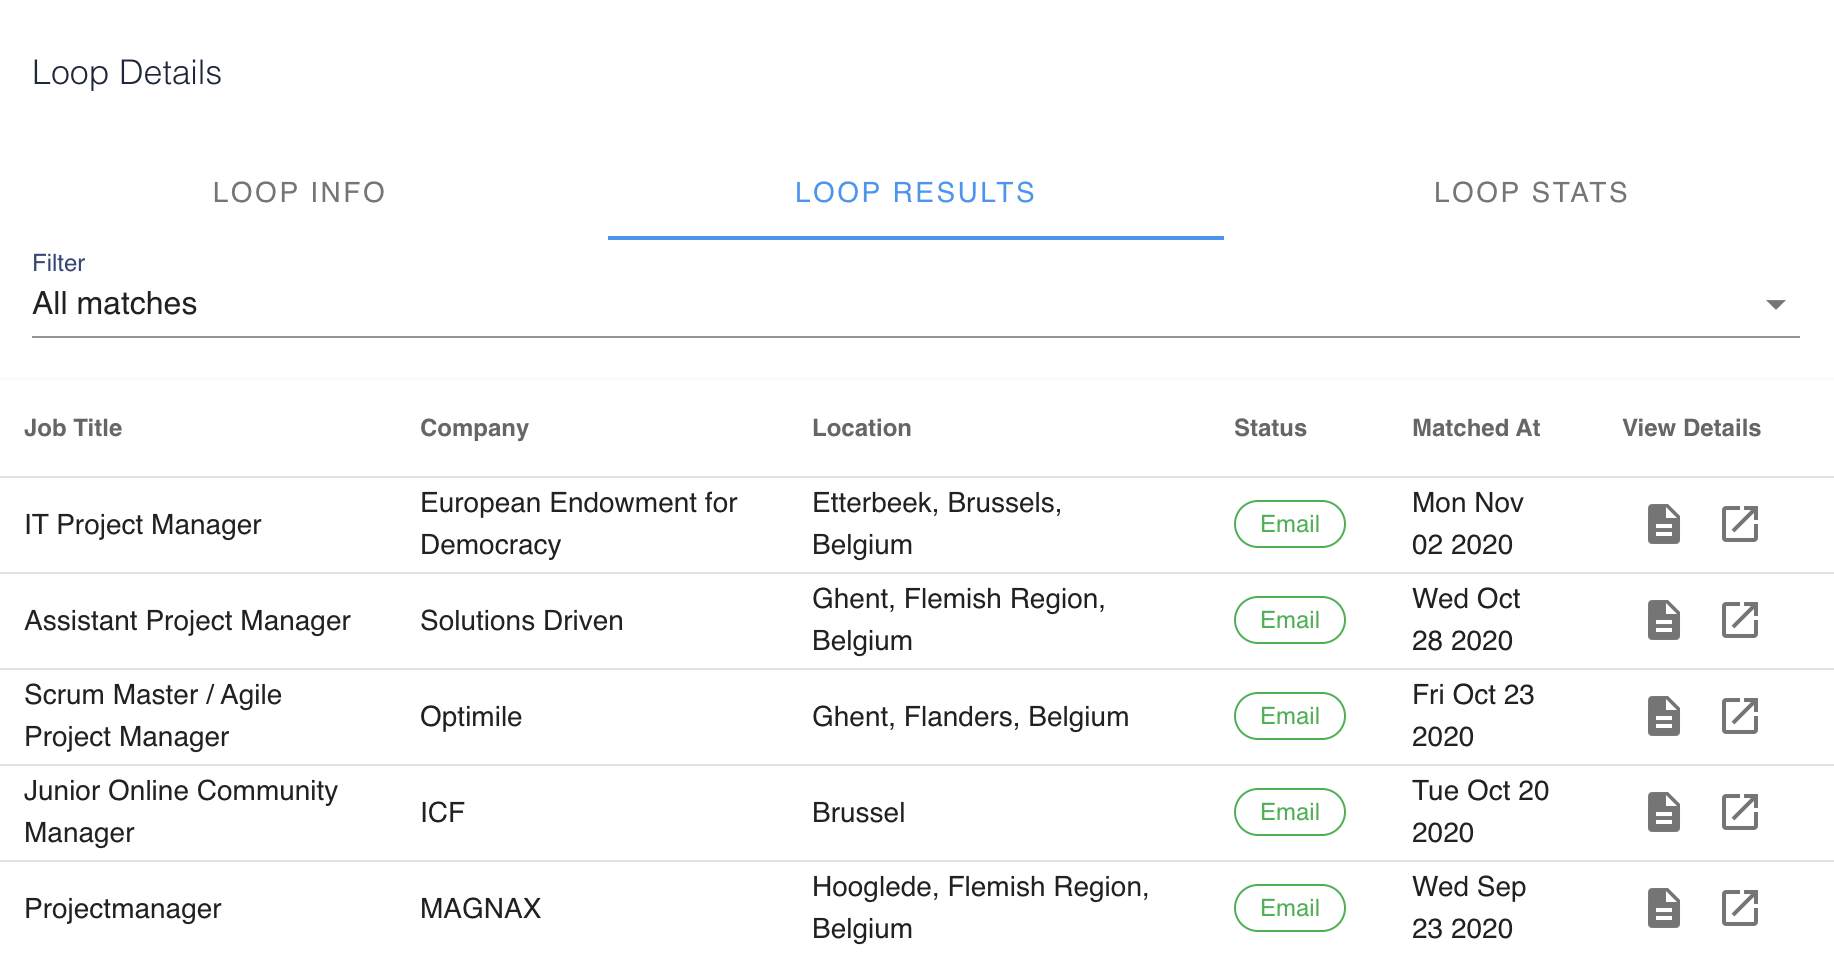 Loop Details
LOOP INFO
LOOP RESULTS
LOOP STATS
Filter
All matches
Job Title
Company
Location
Status
Matched At
View Details
IT Project Manager
European Endowment for
Democracy
Etterbeek, Brussels,
Belgium
Email
Mon Nov
02 2020
Assistant Project Manager
Solutions Driven
Ghent, Flemish Region,
Belgium
Email
Wed Oct
28 2020
Scrum Master / Agile
Project Manager
Optimile
Ghent, Flanders, Belgium
Email
Fri Oct 23
2020
Junior Online Community
Manager
ICF
Brussel
Email
Tue Oct 20
2020
Projectmanager
MAGNAX
Hooglede, Flemish Region,
Belgium
Email
Wed Sep
23 2020